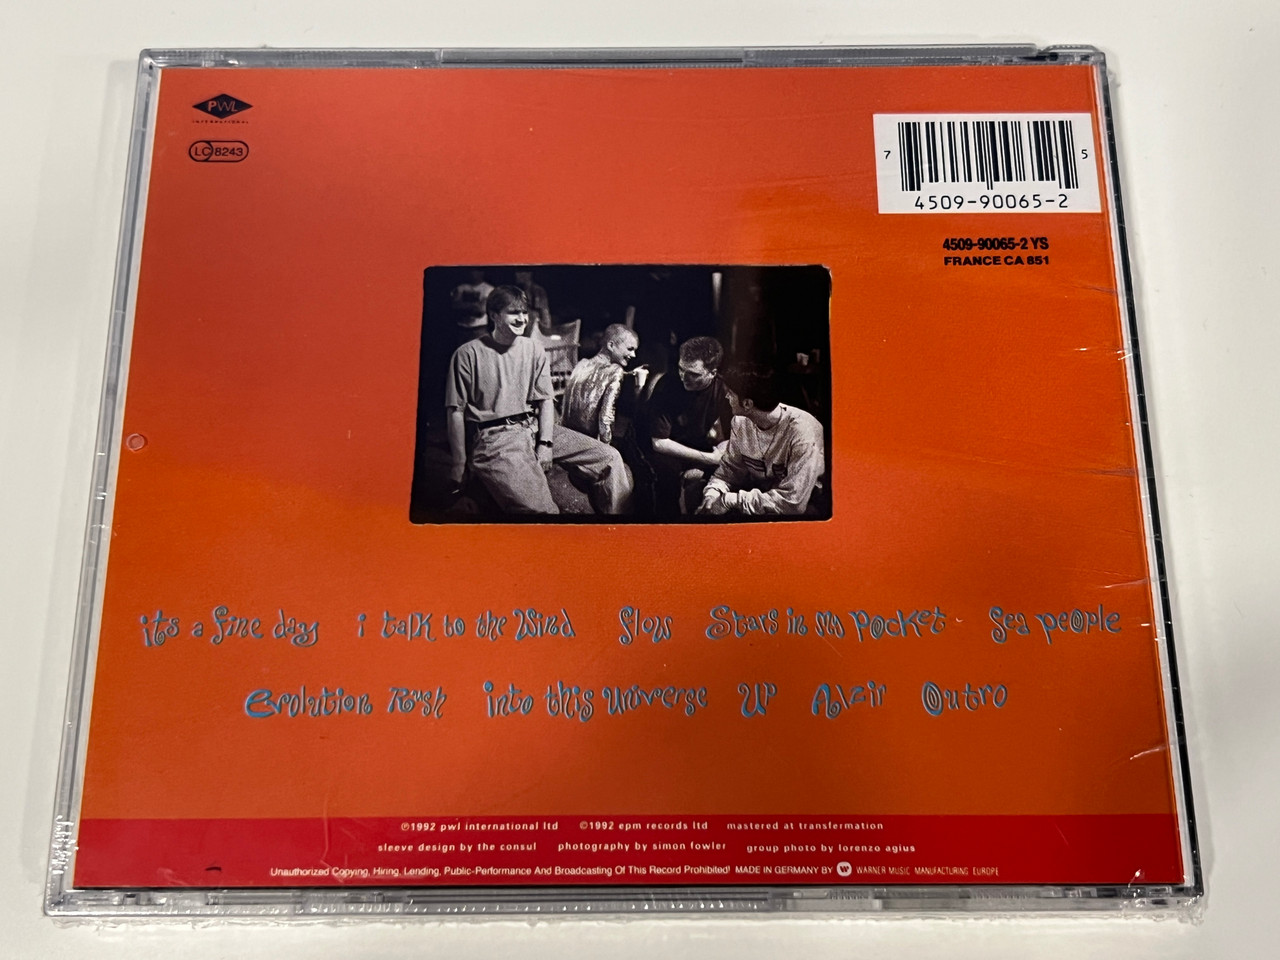 PWL
INTERNATIONAL
LC 8243
7 5
4509-90065-2
4509-90065-2 YS
FRANCE CA 851
its a fine day i talk to the Wind flow Stars in my Pocket Sea people
Evolution Rush into this Universe Up Alzir Outro
℗1992 pwl international ltd ©1992 epm records ltd mastered at transfermation
sleeve design by the consul photography by simon fowler group photo by lorenzo agius
Unauthorized Copying, Hiring, Lending, Public-Performance And Broadcasting Of This Record Prohibited! MADE IN GERMANY BY WARNER MUSIC MANUFACTURING EUROPE